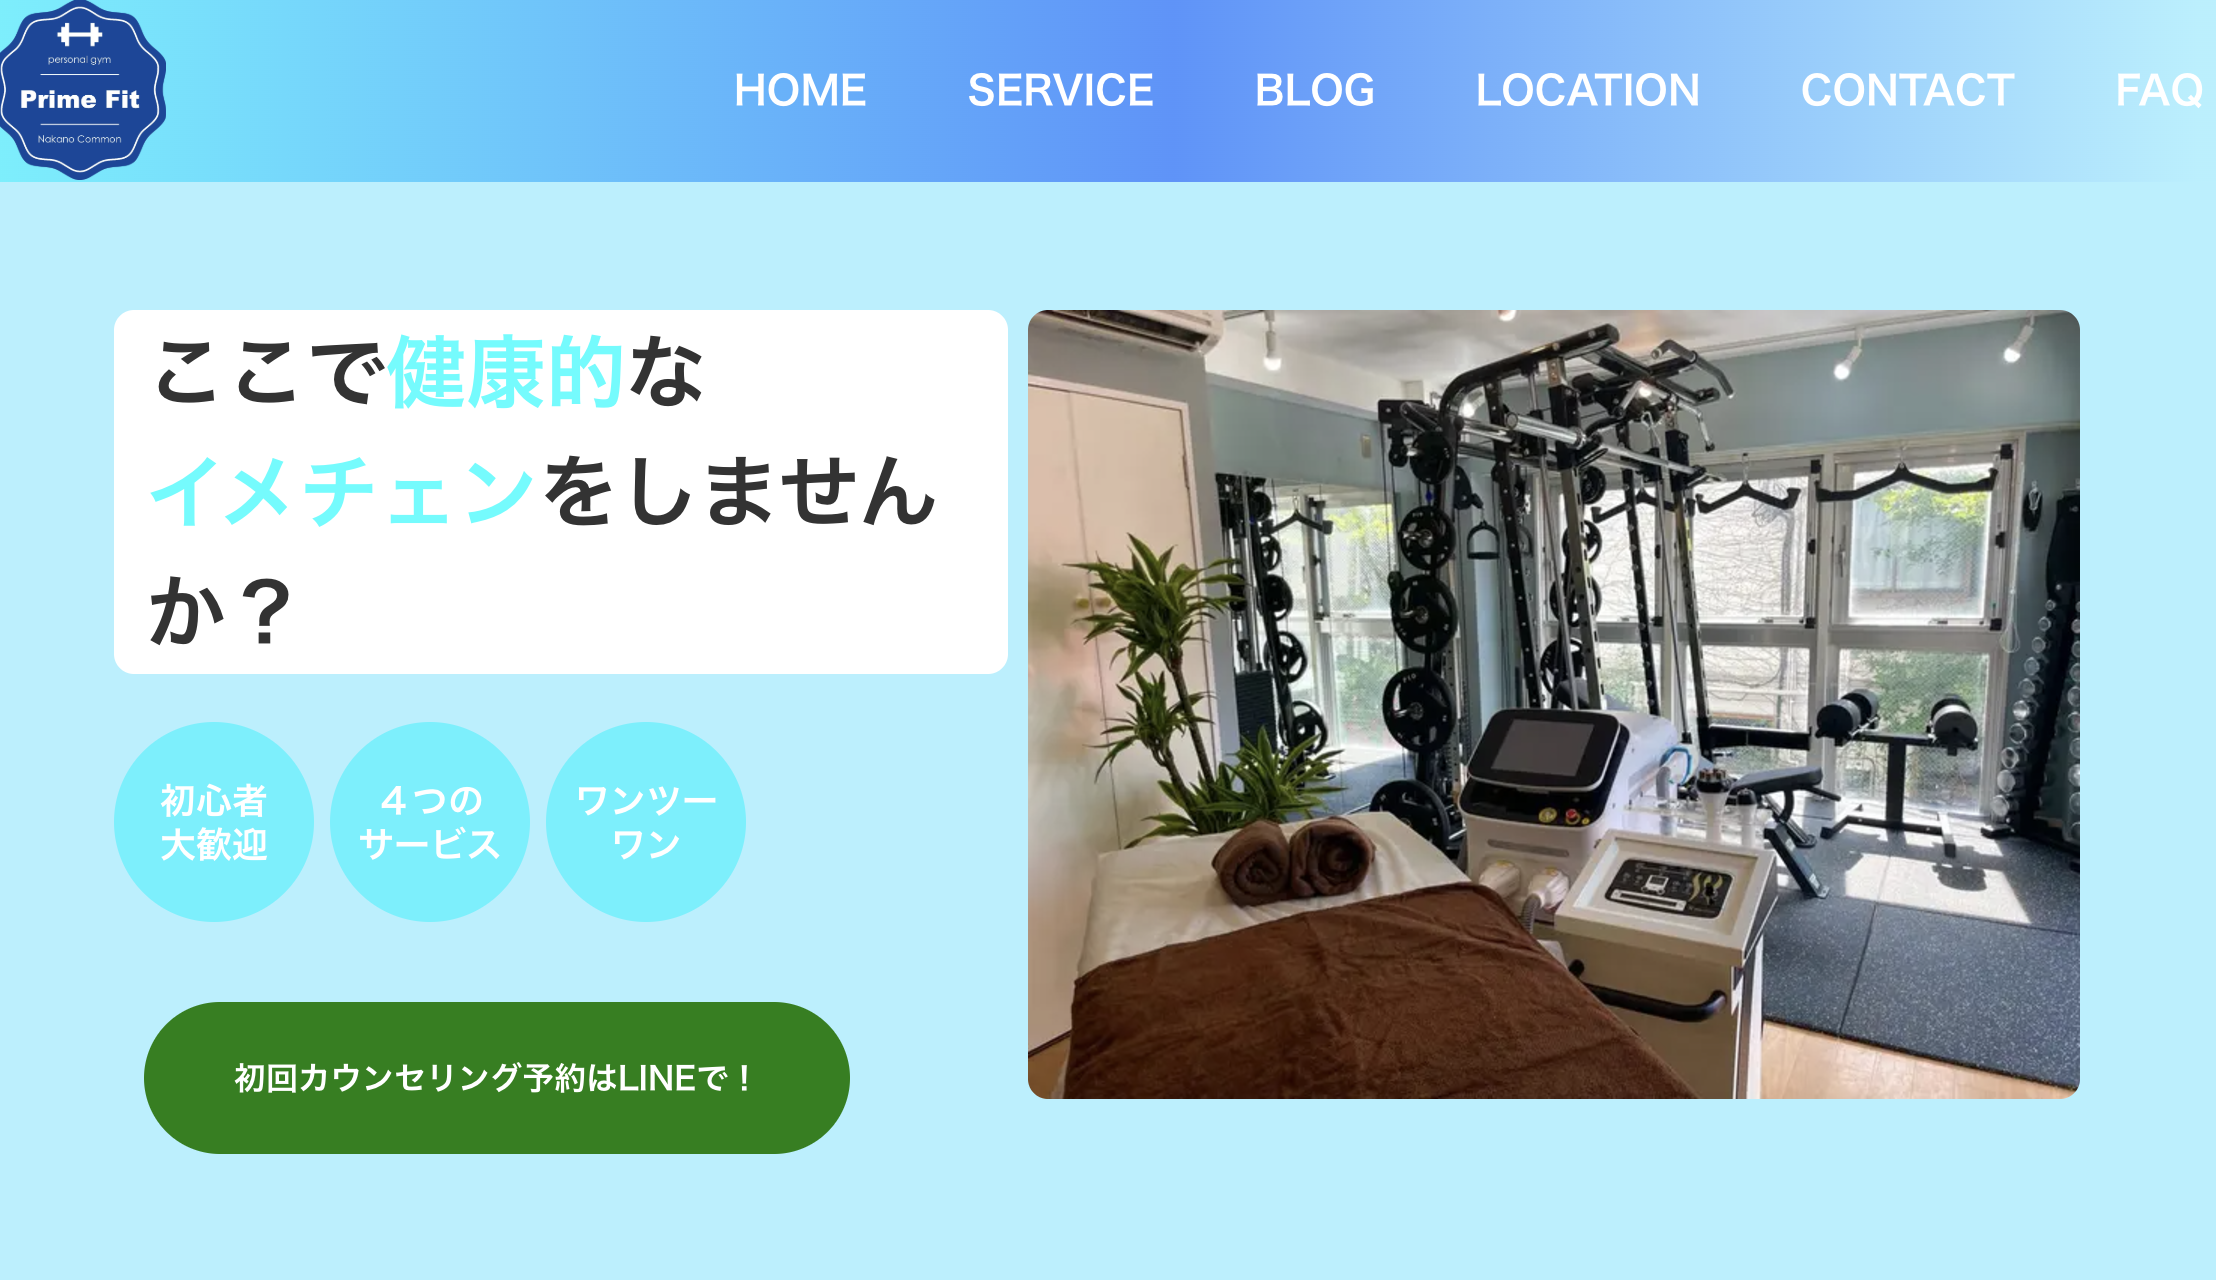 personal gym
Prime Fit
Nakano Common
HOME SERVICE BLOG LOCATION CONTACT FAQ
ここで健康的な
イメチェンをしません
か？
初心者
大歓迎
４つの
サービス
ワンツー
ワン
初回カウンセリング予約はLINEで！